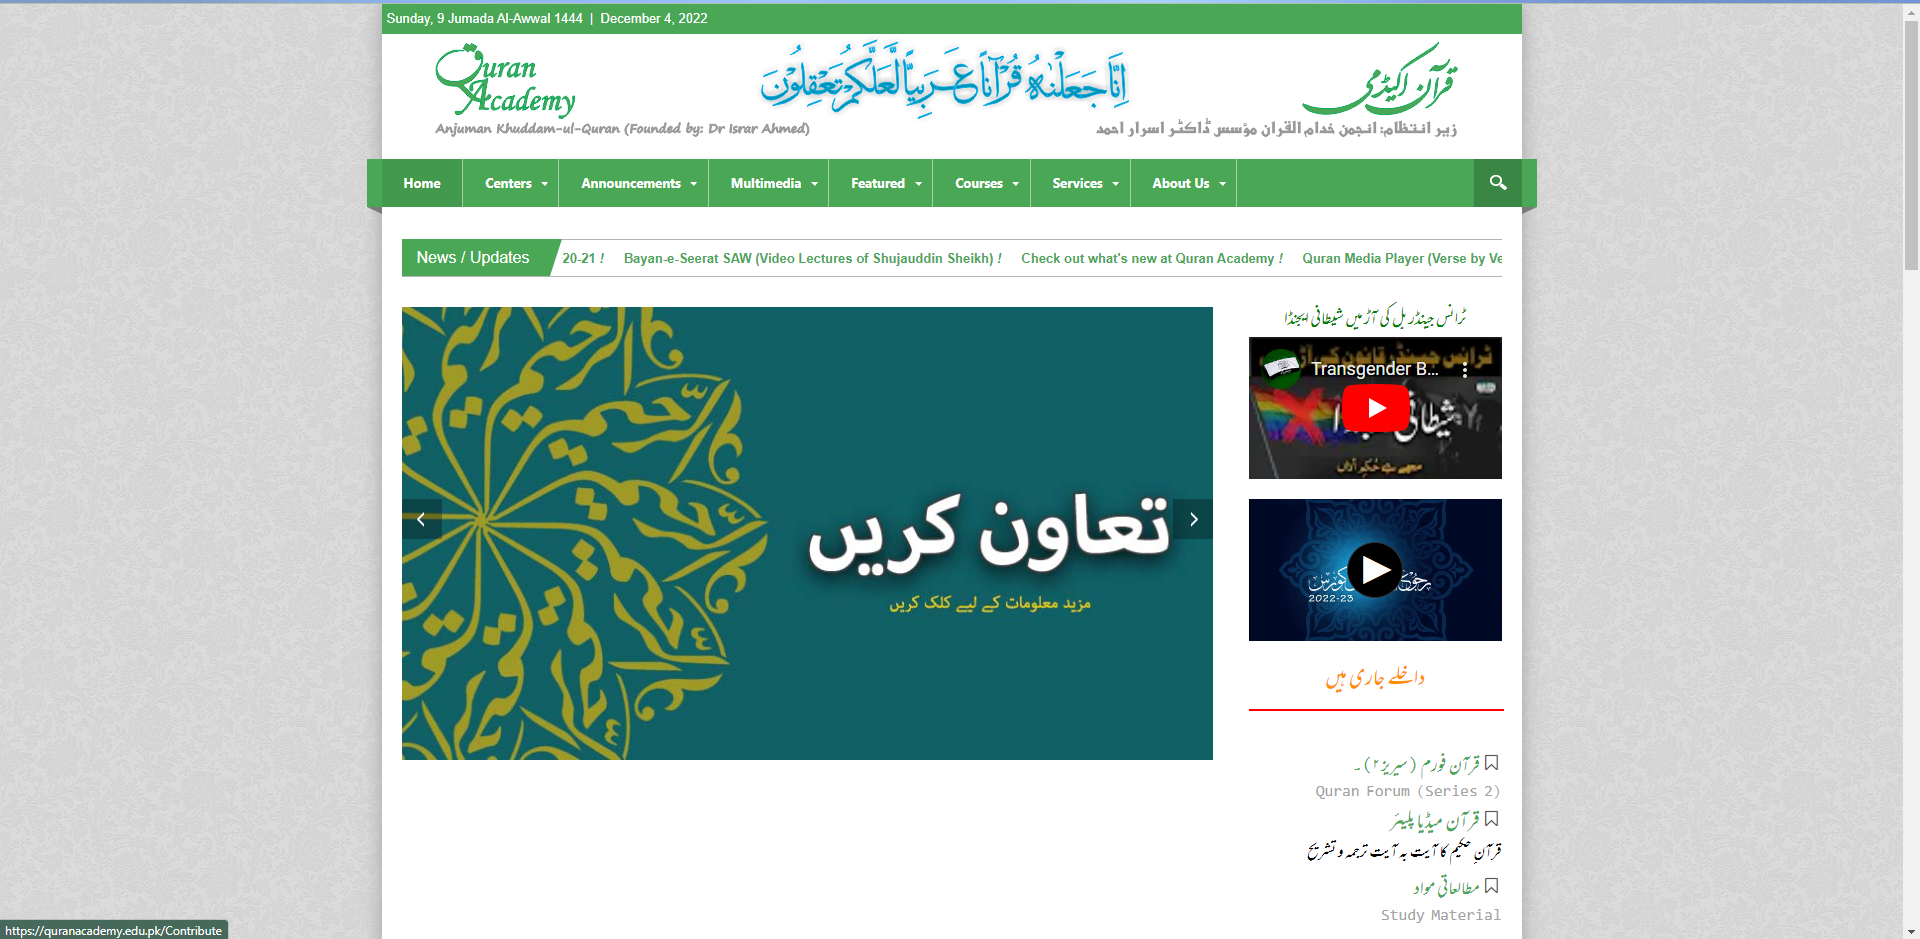 Sunday, 9 Jumada Al-Awwal 1444 | December 4, 2022
Quran Academy
اِنَّا جَعَلْنٰهُ قُرْاٰنًا عَرَبِيًّا لَّعَلَّكُمْ تَعْقِلُوْنَ
قرآن اکیڈمی
Anjuman Khuddam-ul-Quran (Founded by: Dr Israr Ahmed)
زیر انتظام: انجمن خدام القرآن مؤسس ڈاکٹر اسرار احمد
Home Centers Announcements Multimedia Featured Courses Services About Us
News / Updates 20-21 ! Bayan-e-Seerat SAW (Video Lectures of Shujauddin Sheikh) ! Check out what's new at Quran Academy ! Quran Media Player (Verse by Ve
تعاون کریں
مزید معلومات کے لیے کلک کریں
ٹرانس جینڈر بل کی آڑ میں شیطانی ایجنڈا
ٹرانس جینڈر قانون کی آڑ
Transgender B...
شیطانی
2022-23
داخلے جاری ہیں
قرآن فورم (سیریز ۲)۔
Quran Forum (Series 2)
قرآن میڈیا پلیئر
قرآنِ حکیم کا آیت بہ آیت ترجمہ و تشریح
مطالعاتی مواد
Study Material
https://quranacademy.edu.pk/Contribute